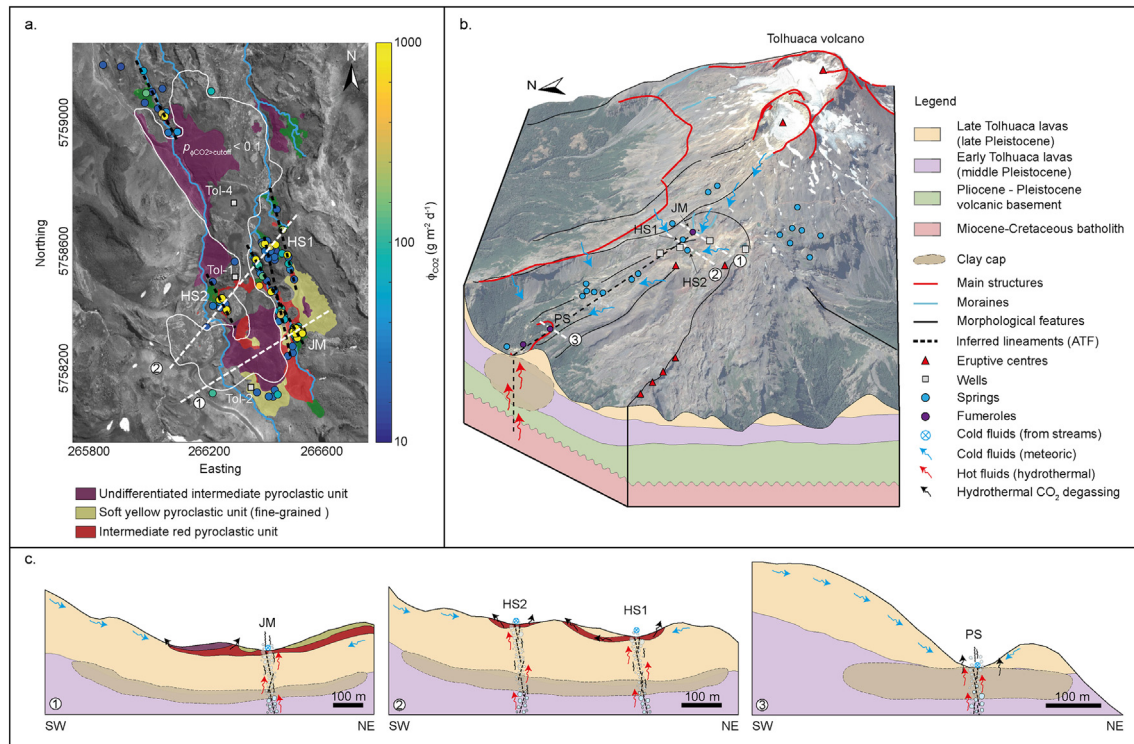 a.
N
1000
100
10
ϕCO2 (g m⁻² d⁻¹)
5759000
5758600
5758200
Northing
pϕCO2>cutoff < 0.1
Tol-4
HS1
Tol-1
HS2
JM
2
1
Tol-2
265800
266200
266600
Easting
Undifferentiated intermediate pyroclastic unit
Soft yellow pyroclastic unit (fine-grained )
Intermediate red pyroclastic unit
b.
Tolhuaca volcano
N
JM
HS1
HS2
1
2
PS
3
Legend
Late Tolhuaca lavas
(late Pleistocene)
Early Tolhuaca lavas
(middle Pleistocene)
Pliocene - Pleistocene
volcanic basement
Miocene-Cretaceous batholith
Clay cap
Main structures
Moraines
Morphological features
Inferred lineaments (ATF)
Eruptive centres
Wells
Springs
Fumeroles
Cold fluids (from streams)
Cold fluids (meteoric)
Hot fluids (hydrothermal)
Hydrothermal CO2 degassing
c.
JM
1
100 m
SW
NE
HS2
HS1
2
100 m
SW
NE
PS
3
100 m
SW
NE